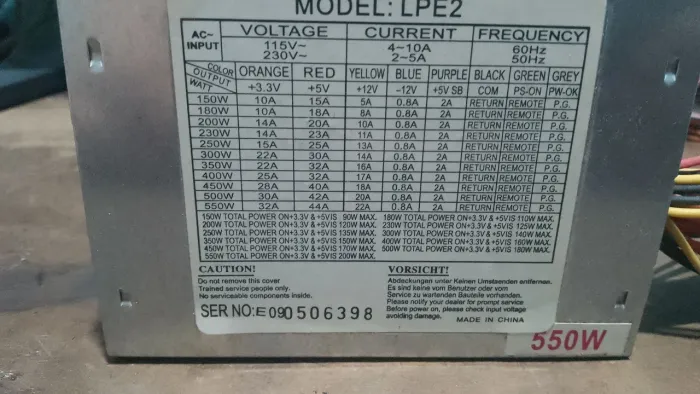 MODEL: LPE2
AC~ INPUT VOLTAGE CURRENT FREQUENCY
115V~ 4~10A 60Hz
230V~ 2~5A 50Hz
COLOR OUTPUT WATT ORANGE RED YELLOW BLUE PURPLE BLACK GREEN GREY
+3.3V +5V +12V -12V +5V SB COM PS-ON PW-OK
150W 10A 15A 5A 0.8A 2A RETURN REMOTE P.G.
180W 10A 18A 8A 0.8A 2A RETURN REMOTE P.G.
200W 14A 20A 10A 0.8A 2A RETURN REMOTE P.G.
230W 14A 23A 11A 0.8A 2A RETURN REMOTE P.G.
250W 15A 25A 13A 0.8A 2A RETURN REMOTE P.G.
300W 22A 30A 14A 0.8A 2A RETURN REMOTE P.G.
350W 22A 32A 16A 0.8A 2A RETURN REMOTE P.G.
400W 25A 32A 17A 0.8A 2A RETURN REMOTE P.G.
450W 28A 40A 18A 0.8A 2A RETURN REMOTE P.G.
500W 30A 42A 20A 0.8A 2A RETURN REMOTE P.G.
550W 32A 44A 22A 0.8A 2A RETURN REMOTE P.G.
150W TOTAL POWER ON+3.3V & +5VIS 90W MAX. 180W TOTAL POWER ON+3.3V & +5VIS 110W MAX.
200W TOTAL POWER ON+3.3V & +5VIS 120W MAX. 230W TOTAL POWER ON+3.3V & +5VIS 125W MAX.
250W TOTAL POWER ON+3.3V & +5VIS 135W MAX. 300W TOTAL POWER ON+3.3V & +5VIS 140W MAX.
350W TOTAL POWER ON+3.3V & +5VIS 150W MAX. 400W TOTAL POWER ON+3.3V & +5VIS 160W MAX.
450W TOTAL POWER ON+3.3V & +5VIS 170W MAX. 500W TOTAL POWER ON+3.3V & +5VIS 180W MAX.
550W TOTAL POWER ON+3.3V & +5VIS 200W MAX.
CAUTION!
Do not remove this cover
Trained service people only.
No serviceable components inside.
VORSICHT!
Abdeckungen unter Keinen Umstsenden entfernen.
Es sind keine vom Benutzer oder vom
Service zu wartenden Bauteile vorhanden
Please notify your dealer for prompt service
Before power on, please check input voltage
avoiding damage.
MADE IN CHINA
SER NO: E090506398
550W